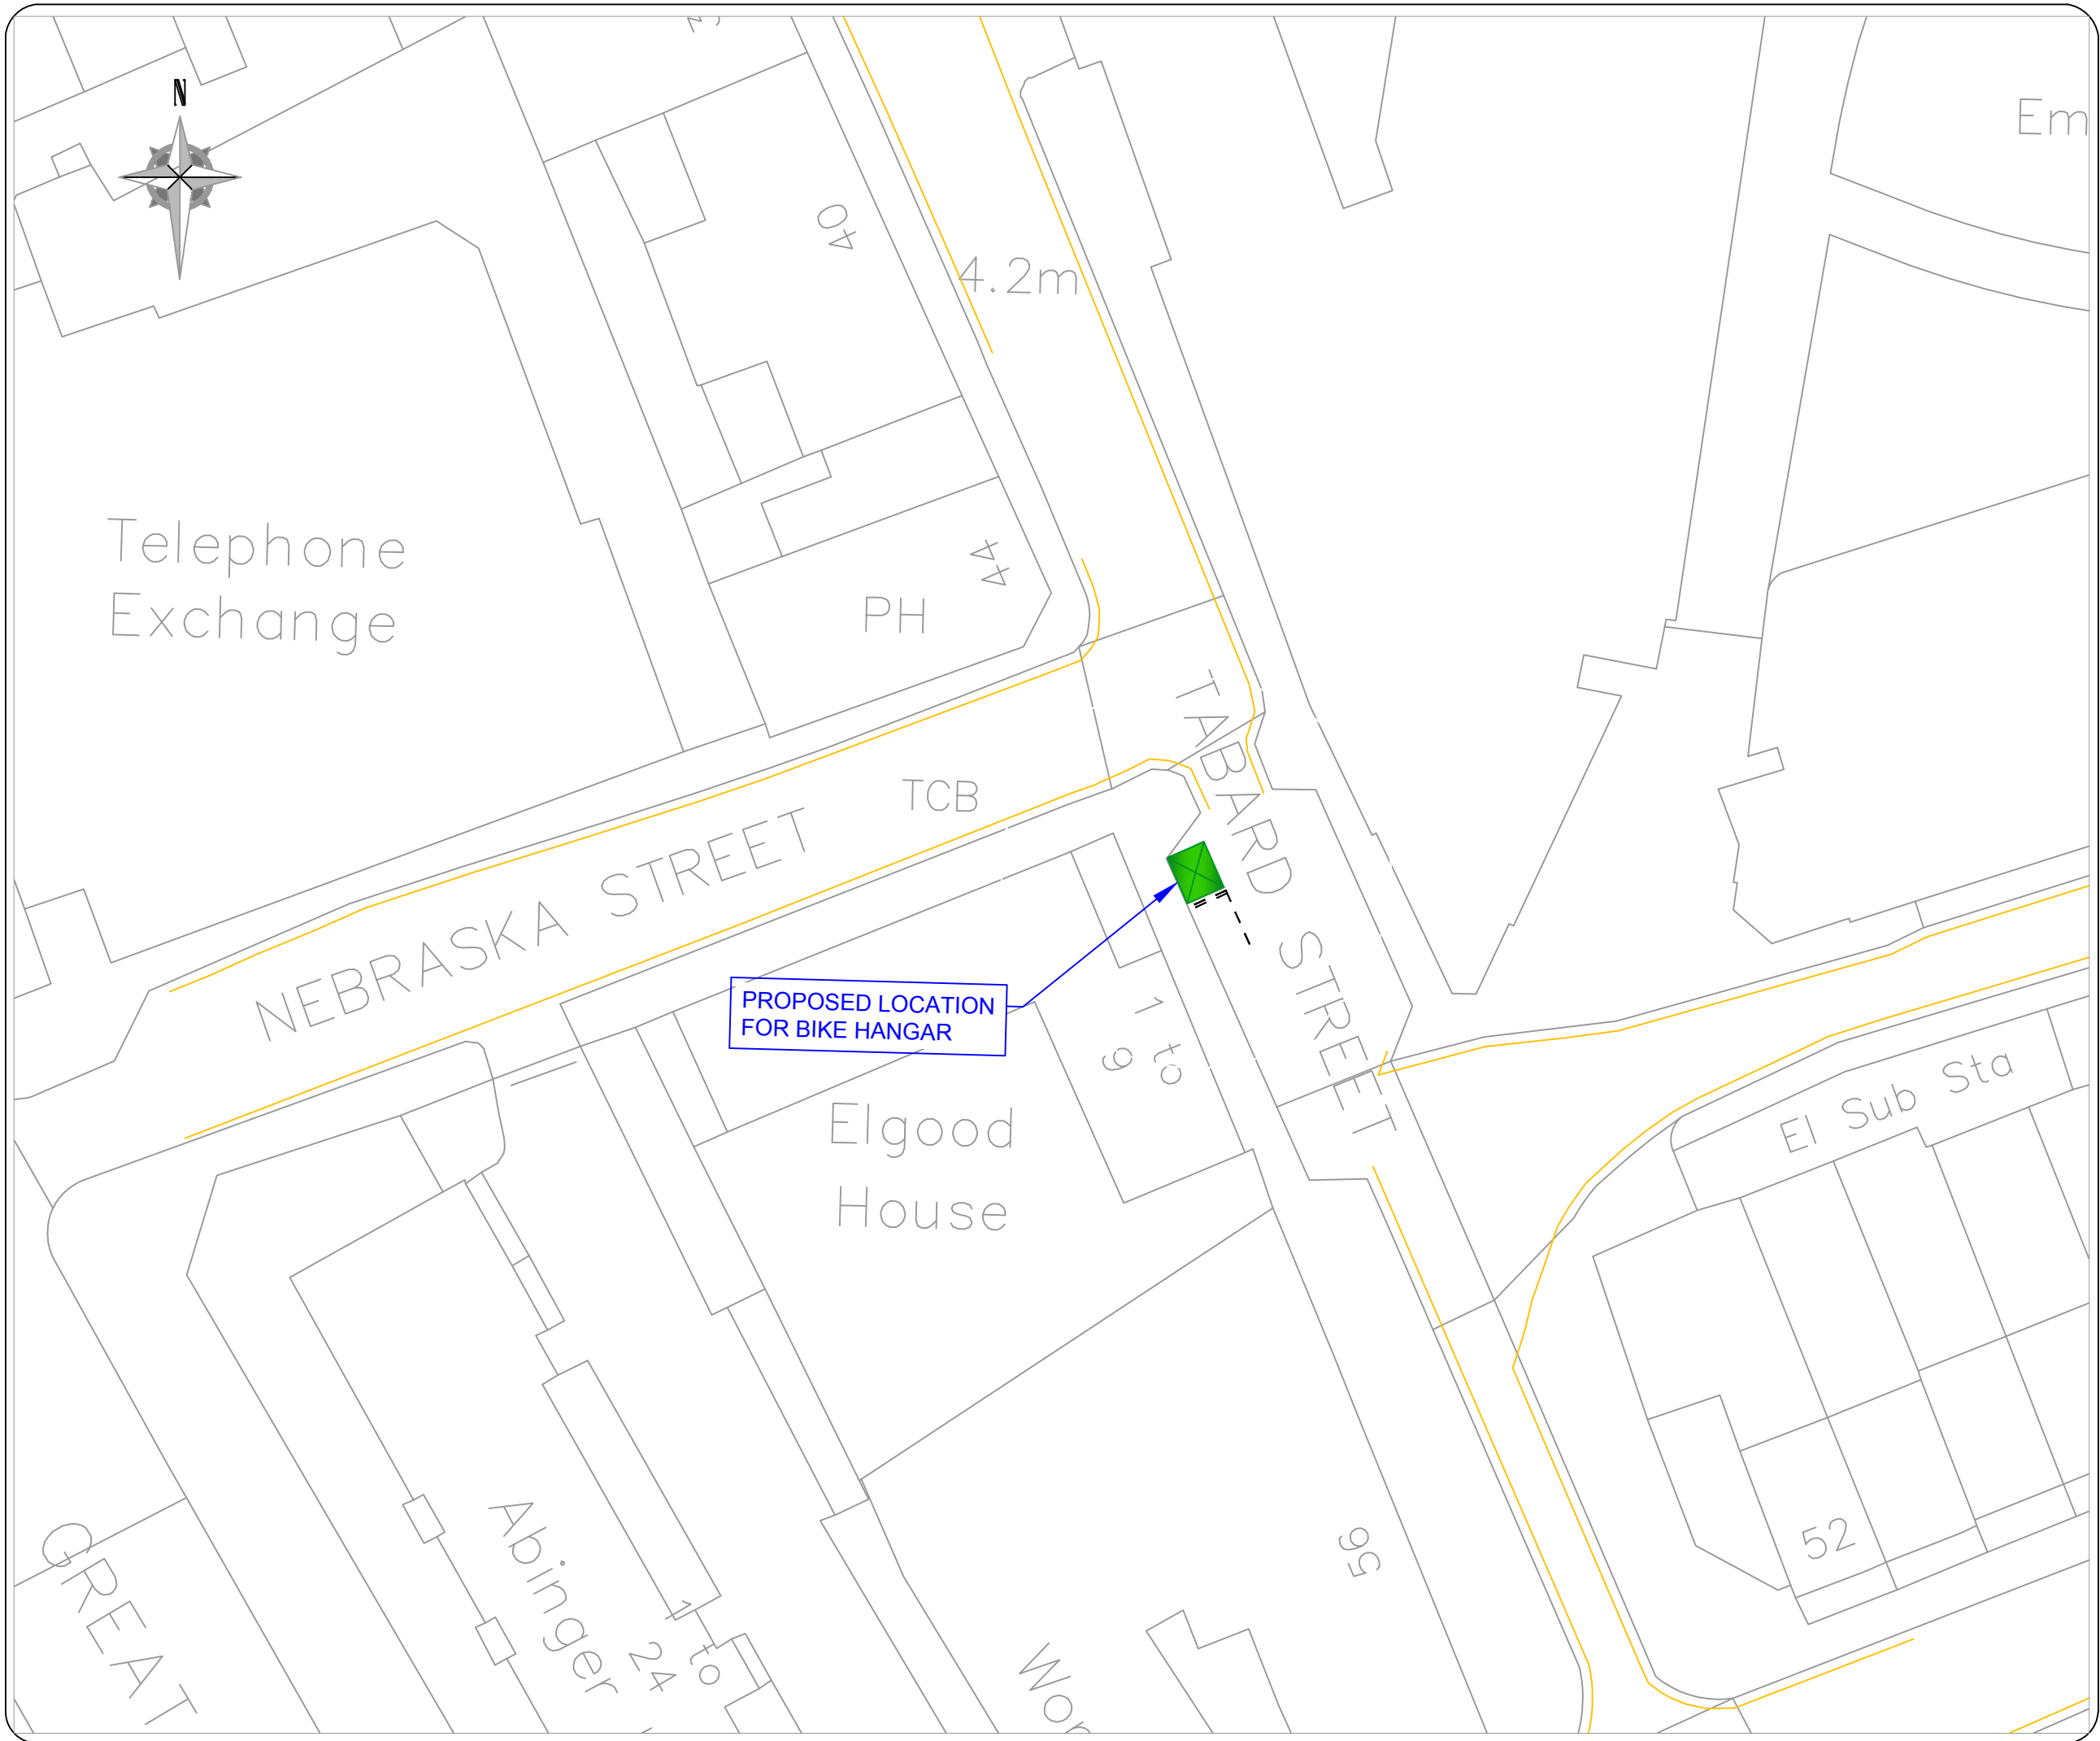 N
Em
40
4.2m
Telephone
Exchange
44
PH
TABARD STREET
TCB
NEBRASKA STREET
PROPOSED LOCATION
FOR BIKE HANGAR
1 to
9
Elgood
House
El Sub Sta
52
95
Abinger
1 to
24
GREAT
Wor